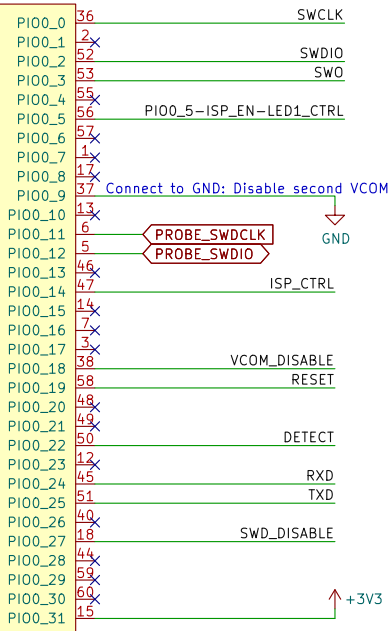 PIO0_0 36 SWCLK
PIO0_1 2
PIO0_2 52 SWDIO
PIO0_3 53 SWO
PIO0_4 55
PIO0_5 56 PIO0_5-ISP_EN-LED1_CTRL
PIO0_6 57
PIO0_7 1
PIO0_8 17
PIO0_9 37 Connect to GND: Disable second VCOM
PIO0_10 13
PIO0_11 6 PROBE_SWDCLK
GND
PIO0_12 5 PROBE_SWDIO
PIO0_13 46
PIO0_14 47 ISP_CTRL
PIO0_15 14
PIO0_16 7
PIO0_17 3
PIO0_18 38 VCOM_DISABLE
PIO0_19 58 RESET
PIO0_20 48
PIO0_21 49
PIO0_22 50 DETECT
PIO0_23 12
PIO0_24 45 RXD
PIO0_25 51 TXD
PIO0_26 40
PIO0_27 18 SWD_DISABLE
PIO0_28 44
PIO0_29 59
PIO0_30 60 +3V3
PIO0_31 15